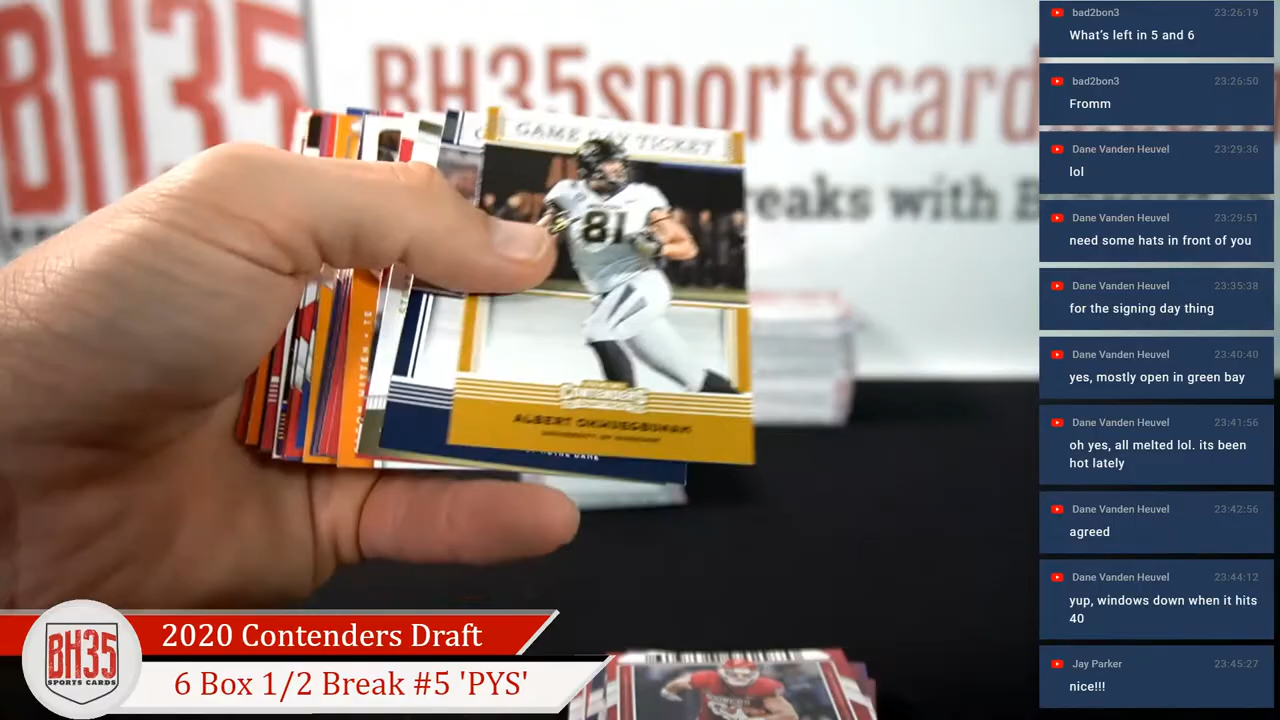 BH35
BH35sportscard
reaks with B
GAME DAY TICKET
81
CONTENDERS
ALBERT OKWUEGBUNAM
UNIVERSITY OF MISSOURI
NOTRE DAME
BH35
SPORTS CARDS
2020 Contenders Draft
6 Box 1/2 Break #5 'PYS'
bad2bon3 23:26:19
What's left in 5 and 6
bad2bon3 23:26:50
Fromm
Dane Vanden Heuvel 23:29:36
lol
Dane Vanden Heuvel 23:29:51
need some hats in front of you
Dane Vanden Heuvel 23:35:38
for the signing day thing
Dane Vanden Heuvel 23:40:40
yes, mostly open in green bay
Dane Vanden Heuvel 23:41:56
oh yes, all melted lol. its been
hot lately
Dane Vanden Heuvel 23:42:56
agreed
Dane Vanden Heuvel 23:44:12
yup, windows down when it hits
40
Jay Parker 23:45:27
nice!!!